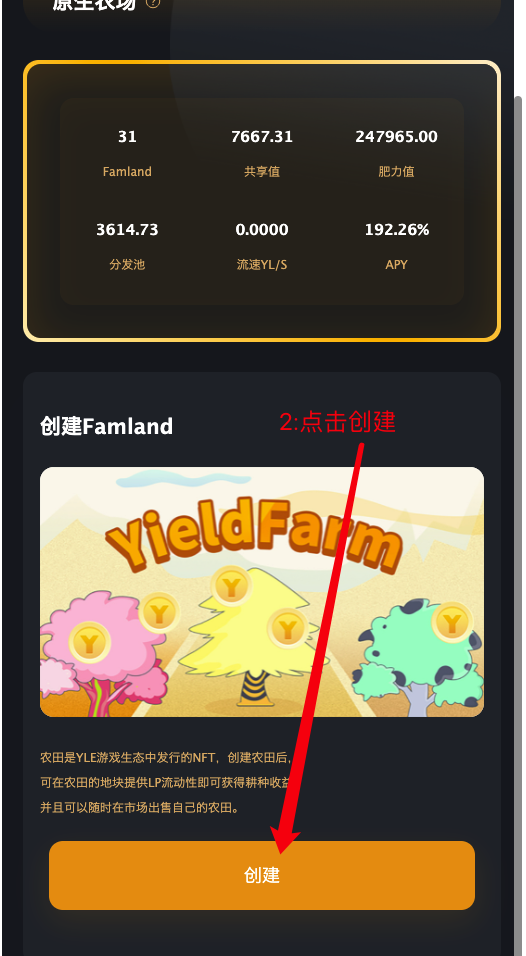 原生农场 ?
31 7667.31 247965.00
Famland 共享值 肥力值
3614.73 0.0000 192.26%
分发池 流速YL/S APY
创建Famland
2:点击创建
YieldFarm
Y Y Y Y Y
农田是YLE游戏生态中发行的NFT，创建农田后，
可在农田的地块提供LP流动性即可获得耕种收益
并且可以随时在市场出售自己的农田。
创建